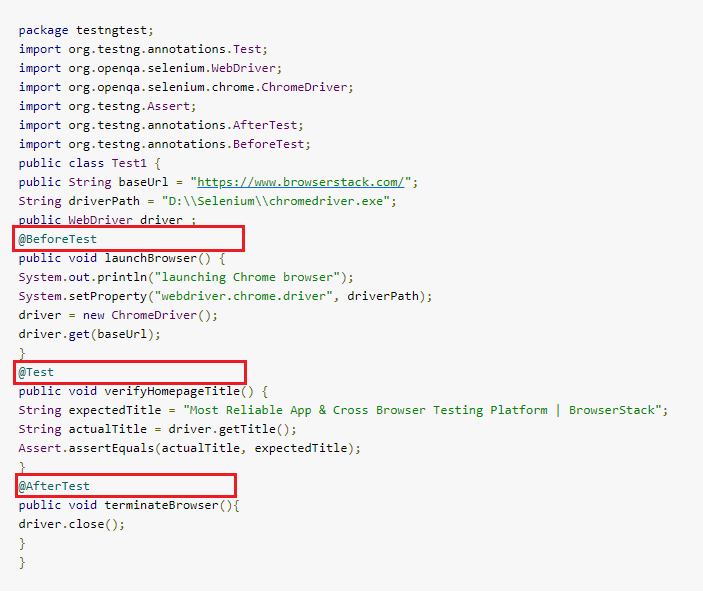 package testngtest;
import org.testng.annotations.Test;
import org.openqa.selenium.WebDriver;
import org.openqa.selenium.chrome.ChromeDriver;
import org.testng.Assert;
import org.testng.annotations.AfterTest;
import org.testng.annotations.BeforeTest;
public class Test1 {
public String baseUrl = "https://www.browserstack.com/";
String driverPath = "D:\\Selenium\\chromedriver.exe";
public WebDriver driver ;
@BeforeTest
public void launchBrowser() {
System.out.println("launching Chrome browser");
System.setProperty("webdriver.chrome.driver", driverPath);
driver = new ChromeDriver();
driver.get(baseUrl);
}
@Test
public void verifyHomepageTitle() {
String expectedTitle = "Most Reliable App & Cross Browser Testing Platform | BrowserStack";
String actualTitle = driver.getTitle();
Assert.assertEquals(actualTitle, expectedTitle);
}
@AfterTest
public void terminateBrowser(){
driver.close();
}
}